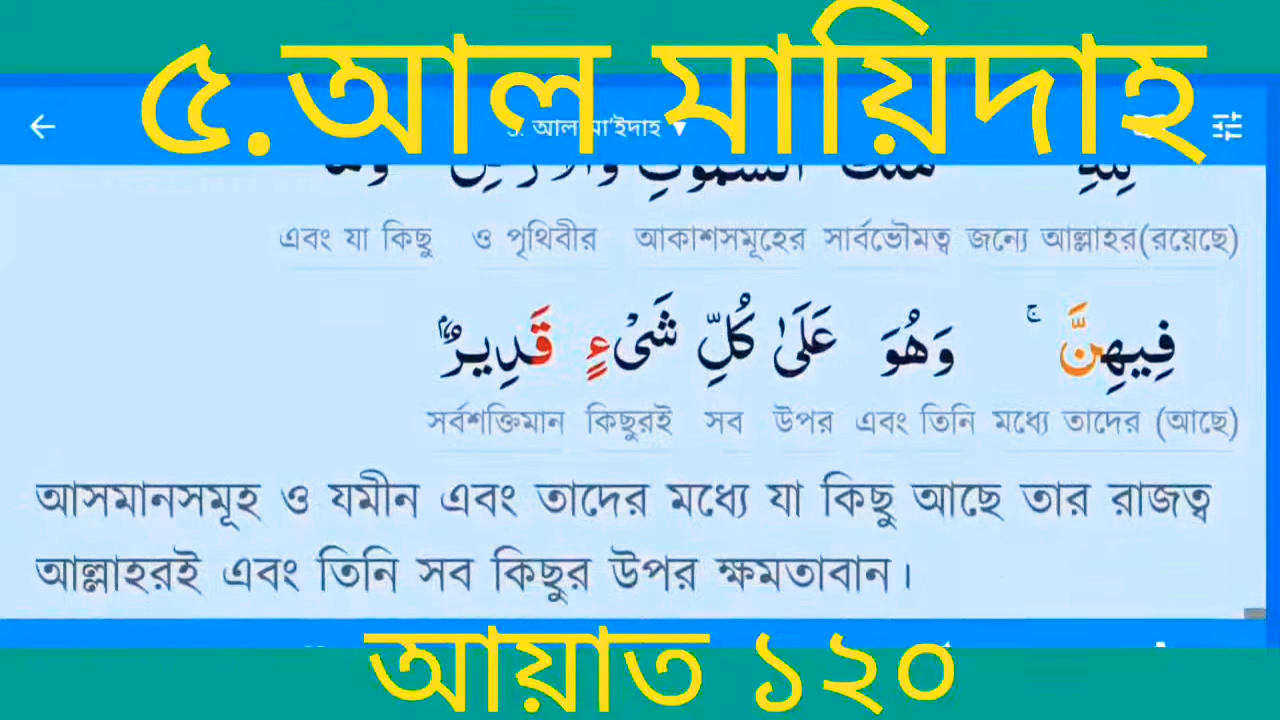 ৫.আল মায়িদাহ
এবং যা কিছু ও পৃথিবীর আকাশসমূহের সার্বভৌমত্ব জন্যে আল্লাহর(রয়েছে)
فِيهِنَّ ۚ وَهُوَ عَلَىٰ كُلِّ شَىْءٍ قَدِيرٌۢ
সর্বশক্তিমান কিছুরই সব উপর এবং তিনি মধ্যে তাদের (আছে)
আসমানসমূহ ও যমীন এবং তাদের মধ্যে যা কিছু আছে তার রাজত্ব
আল্লাহরই এবং তিনি সব কিছুর উপর ক্ষমতাবান।
আয়াত ১২০